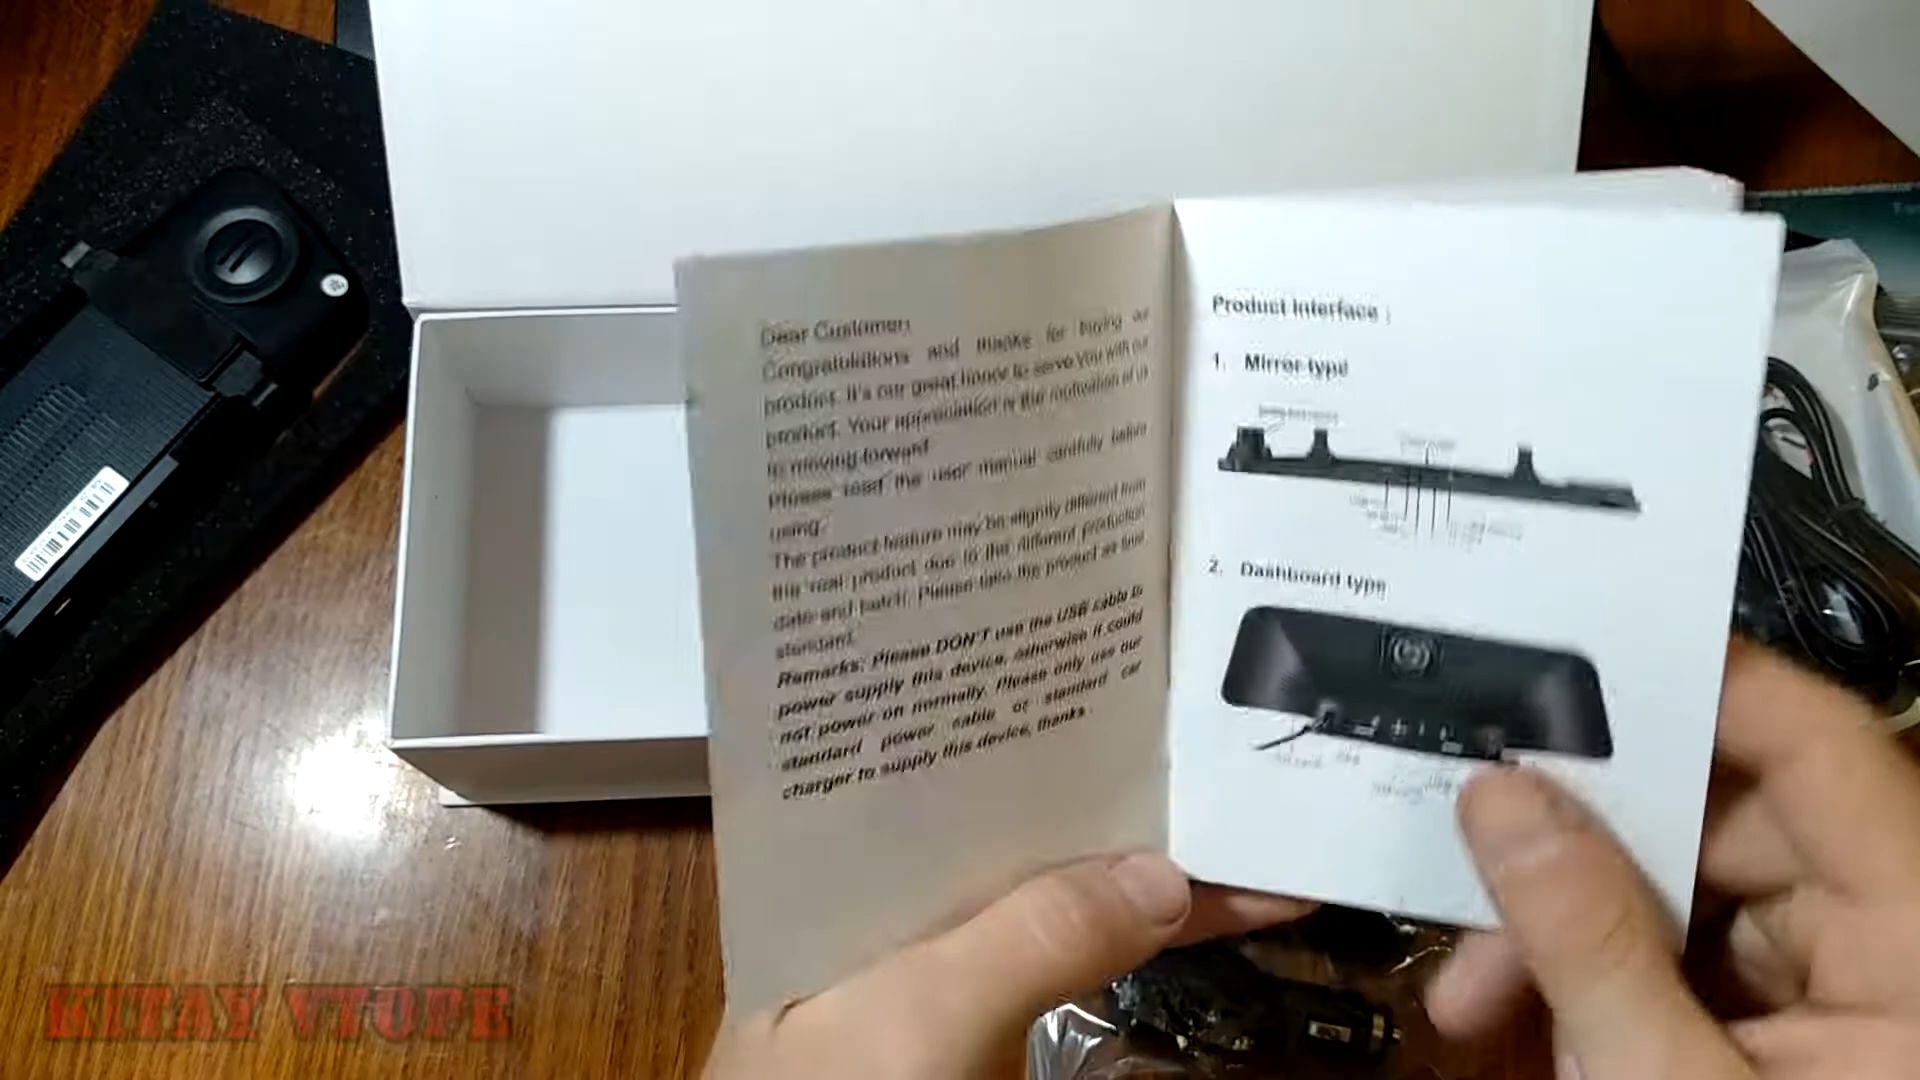 Dear Customer:
Congratulations and thanks for buying our
product. It's our great honor to serve you with our
product. Your appreciation is the motivation of us
to moving forward.
Please read the user manual carefully before
using.
The product feature may be slightly different from
the real product due to the different production
date and batch. Please take the product as final
standard.
Remarks: Please DON'T use the USB cable to
power supply this device, otherwise it could
not power on normally. Please only use our
standard power cable or standard car
charger to supply this device, thanks.
Product Interface :
1. Mirror type
2. Dashboard type
KITAY VTOPE